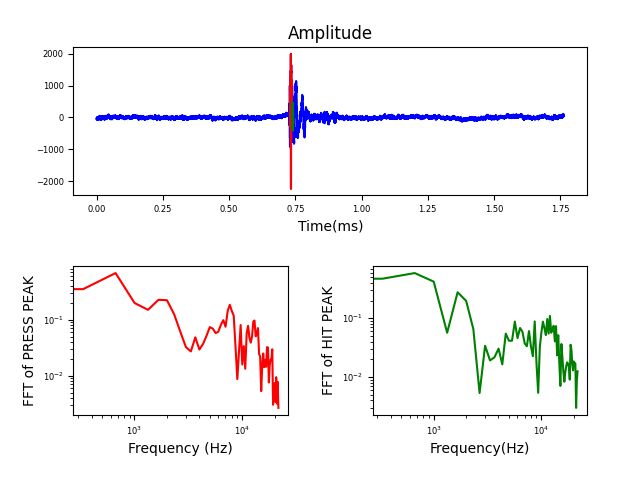 Amplitude
2000
1000
0
−1000
−2000
0.00 0.25 0.50 0.75 1.00 1.25 1.50 1.75
Time(ms)
FFT of PRESS PEAK
10⁻¹
10⁻²
10³ 10⁴
Frequency (Hz)
FFT of HIT PEAK
10⁻¹
10⁻²
10³ 10⁴
Frequency(Hz)